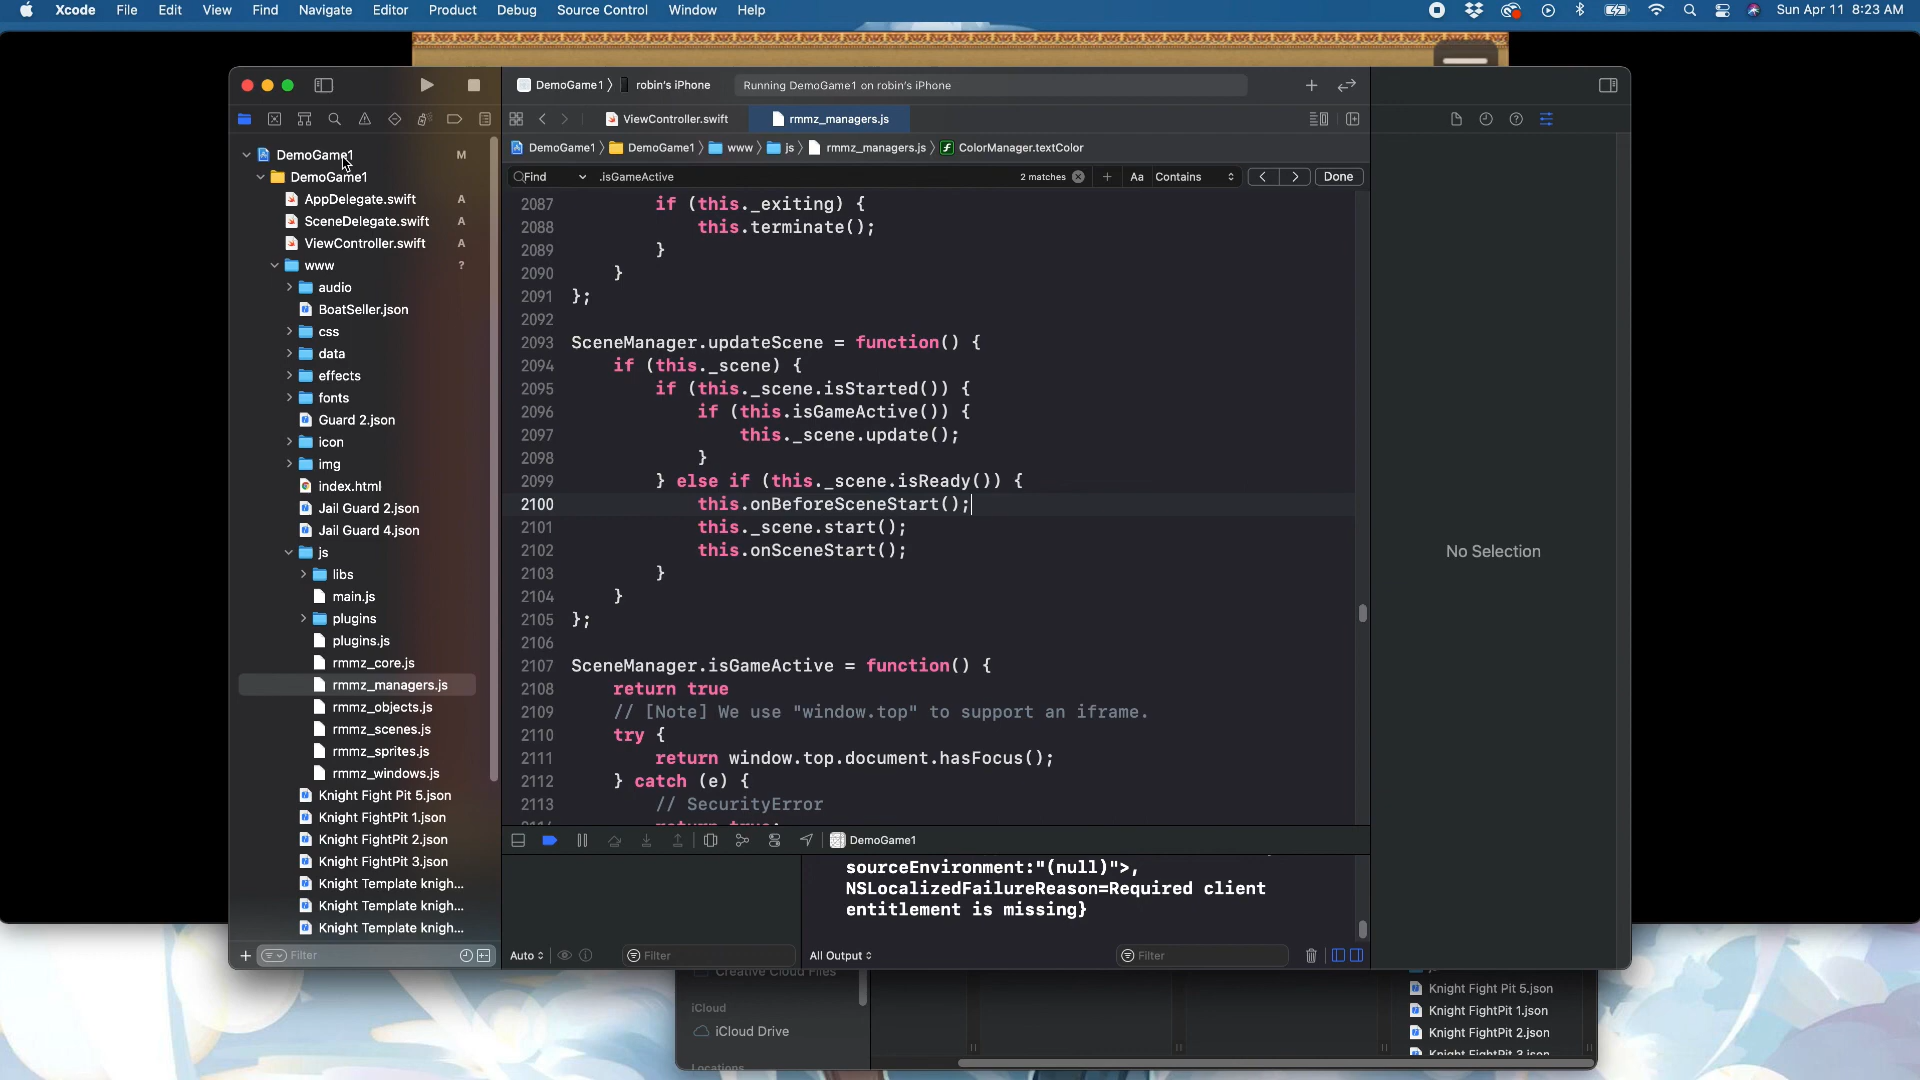 Xcode File Edit View Find Navigate Editor Product Debug Source Control Window Help Sun Apr 11 8:23 AM
DemoGame1 robin's iPhone Running DemoGame1 on robin's iPhone
ViewController.swift rmmz_managers.js
DemoGame1 DemoGame1 www js rmmz_managers.js ColorManager.textColor
Find .isGameActive 2 matches Aa Contains Done
DemoGame1 M
DemoGame1
AppDelegate.swift A
SceneDelegate.swift A
ViewController.swift A
www ?
audio
BoatSeller.json
css
data
effects
fonts
Guard 2.json
icon
img
index.html
Jail Guard 2.json
Jail Guard 4.json
js
libs
main.js
plugins
plugins.js
rmmz_core.js
rmmz_managers.js
rmmz_objects.js
rmmz_scenes.js
rmmz_sprites.js
rmmz_windows.js
Knight Fight Pit 5.json
Knight FightPit 1.json
Knight FightPit 2.json
Knight FightPit 3.json
Knight Template knigh...
Knight Template knigh...
Knight Template knigh...
Filter
2087 if (this._exiting) {
2088 this.terminate();
2089 }
2090 }
2091 };
2092
2093 SceneManager.updateScene = function() {
2094 if (this._scene) {
2095 if (this._scene.isStarted()) {
2096 if (this.isGameActive()) {
2097 this._scene.update();
2098 }
2099 } else if (this._scene.isReady()) {
2100 this.onBeforeSceneStart();
2101 this._scene.start();
2102 this.onSceneStart();
2103 }
2104 }
2105 };
2106
2107 SceneManager.isGameActive = function() {
2108 return true
2109 // [Note] We use "window.top" to support an iframe.
2110 try {
2111 return window.top.document.hasFocus();
2112 } catch (e) {
2113 // SecurityError
return true;
No Selection
DemoGame1
sourceEnvironment:"(null)">,
NSLocalizedFailureReason=Required client
entitlement is missing}
Auto Filter All Output Filter
Creative Cloud Files
iCloud
iCloud Drive
Locations
Knight Fight Pit 5.json
Knight FightPit 1.json
Knight FightPit 2.json
Knight FightPit 3.json